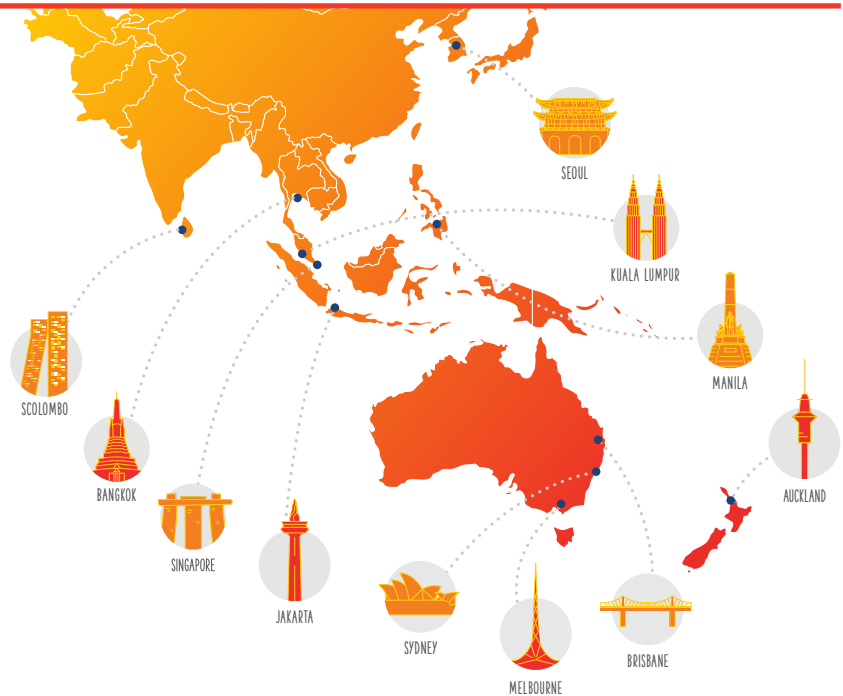 SEOUL
KUALA LUMPUR
MANILA
SCOLOMBO
AUCKLAND
BANGKOK
SINGAPORE
JAKARTA
SYDNEY
BRISBANE
MELBOURNE